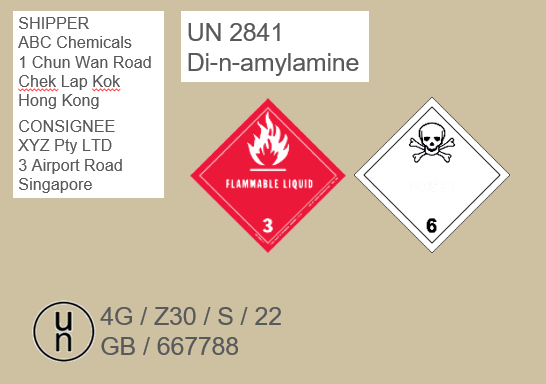 SHIPPER
ABC Chemicals
1 Chun Wan Road
Chek Lap Kok
Hong Kong
CONSIGNEE
XYZ Pty LTD
3 Airport Road
Singapore
UN 2841
Di-n-amylamine
FLAMMABLE LIQUID
3
6
un
4G / Z30 / S / 22
GB / 667788